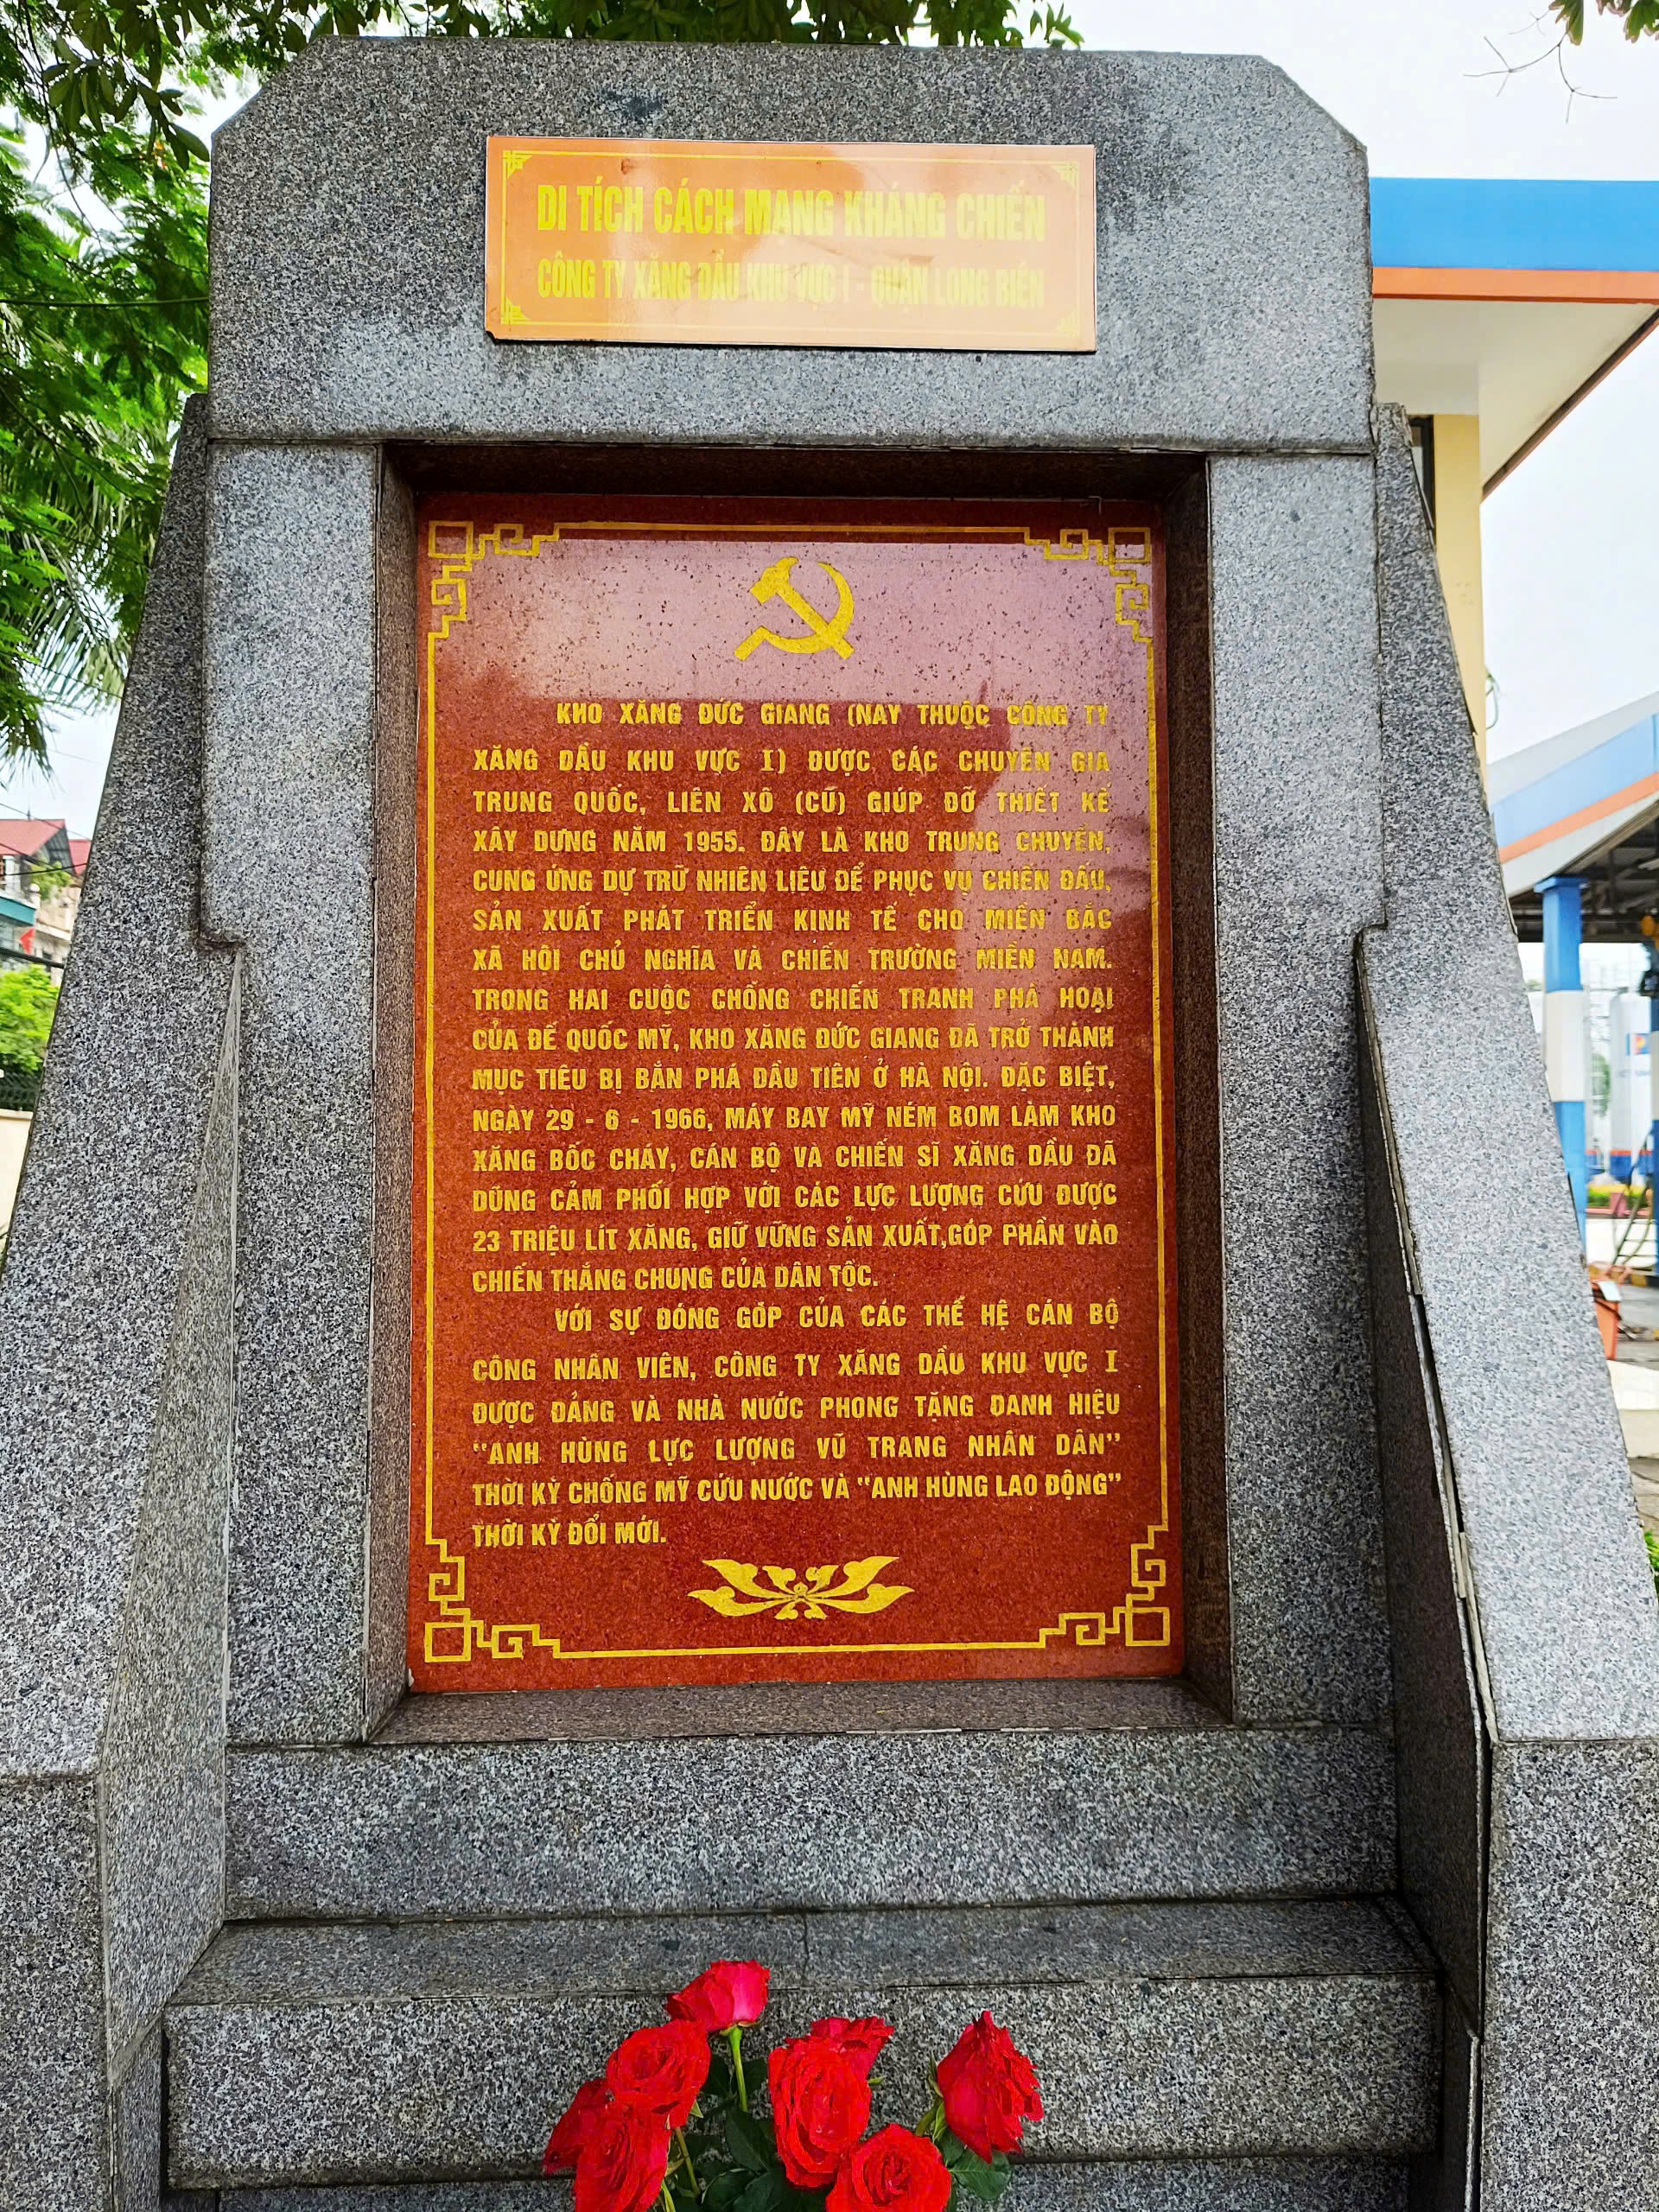 DI TÍCH CÁCH MẠNG KHÁNG CHIẾN
CÔNG TY XĂNG DẦU KHU VỰC I - QUẬN LONG BIÊN
KHO XĂNG ĐỨC GIANG (NAY THUỘC CÔNG TY
XĂNG DẦU KHU VỰC I) ĐƯỢC CÁC CHUYÊN GIA
TRUNG QUỐC, LIÊN XÔ (CŨ) GIÚP ĐỠ THIẾT KẾ
XÂY DỰNG NĂM 1955. ĐÂY LÀ KHO TRUNG CHUYỂN,
CUNG ỨNG DỰ TRỮ NHIÊN LIỆU ĐỂ PHỤC VỤ CHIẾN ĐẤU,
SẢN XUẤT PHÁT TRIỂN KINH TẾ CHO MIỀN BẮC
XÃ HỘI CHỦ NGHĨA VÀ CHIẾN TRƯỜNG MIỀN NAM.
TRONG HAI CUỘC CHỐNG CHIẾN TRANH PHÁ HOẠI
CỦA ĐẾ QUỐC MỸ, KHO XĂNG ĐỨC GIANG ĐÃ TRỞ THÀNH
MỤC TIÊU BỊ BẮN PHÁ ĐẦU TIÊN Ở HÀ NỘI. ĐẶC BIỆT,
NGÀY 29 - 6 - 1966, MÁY BAY MỸ NÉM BOM LÀM KHO
XĂNG BỐC CHÁY, CÁN BỘ VÀ CHIẾN SĨ XĂNG DẦU ĐÃ
DŨNG CẢM PHỐI HỢP VỚI CÁC LỰC LƯỢNG CỨU ĐƯỢC
23 TRIỆU LÍT XĂNG, GIỮ VỮNG SẢN XUẤT,GÓP PHẦN VÀO
CHIẾN THẮNG CHUNG CỦA DÂN TỘC.
VỚI SỰ ĐÓNG GÓP CỦA CÁC THẾ HỆ CÁN BỘ
CÔNG NHÂN VIÊN, CÔNG TY XĂNG DẦU KHU VỰC I
ĐƯỢC ĐẢNG VÀ NHÀ NƯỚC PHONG TẶNG DANH HIỆU
"ANH HÙNG LỰC LƯỢNG VŨ TRANG NHÂN DÂN"
THỜI KỲ CHỐNG MỸ CỨU NƯỚC VÀ "ANH HÙNG LAO ĐỘNG"
THỜI KỲ ĐỔI MỚI.